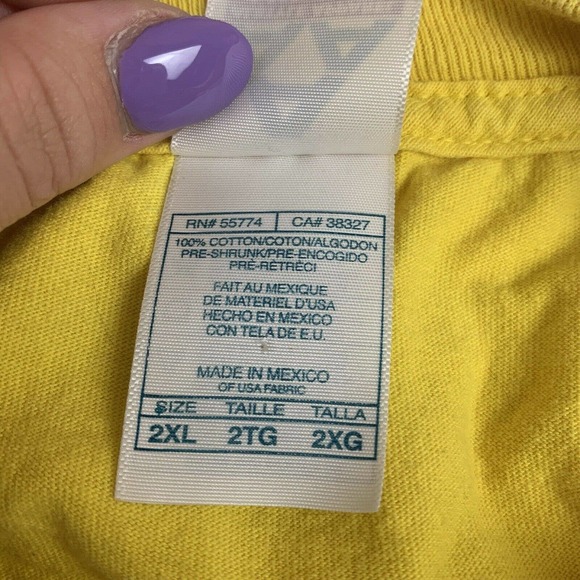 RN# 55774 CA# 38327
100% COTTON/COTON/ALGODON
PRE-SHRUNK/PRE-ENCOGIDO
PRÉ-RÉTRÉCI
FAIT AU MEXIQUE
DE MATERIEL D'USA
HECHO EN MEXICO
CON TELA DE E.U.
MADE IN MEXICO
OF USA FABRIC
SIZE TAILLE TALLA
2XL 2TG 2XG